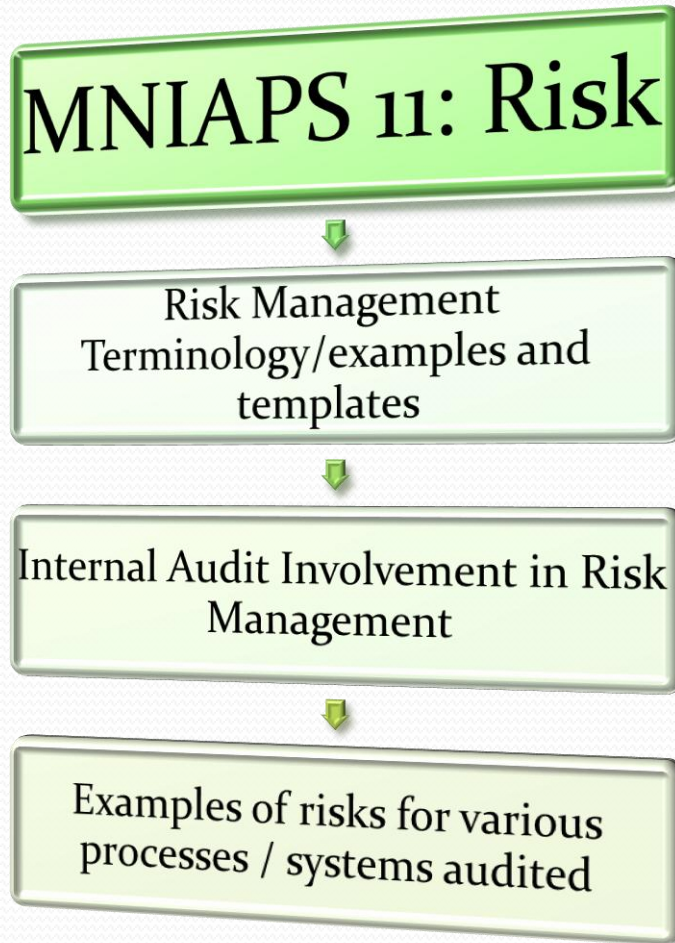 MNIAPS 11: Risk
Risk Management
Terminology/examples and
templates
Internal Audit Involvement in Risk
Management
Examples of risks for various
processes / systems audited